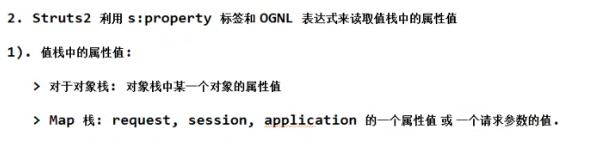 2. Struts2 利用 s:property 标签和 OGNL 表达式来读取值栈中的属性值
1). 值栈中的属性值:
> 对于对象栈: 对象栈中某一个对象的属性值
> Map 栈: request, session, application 的一个属性值 或 一个请求参数的值.